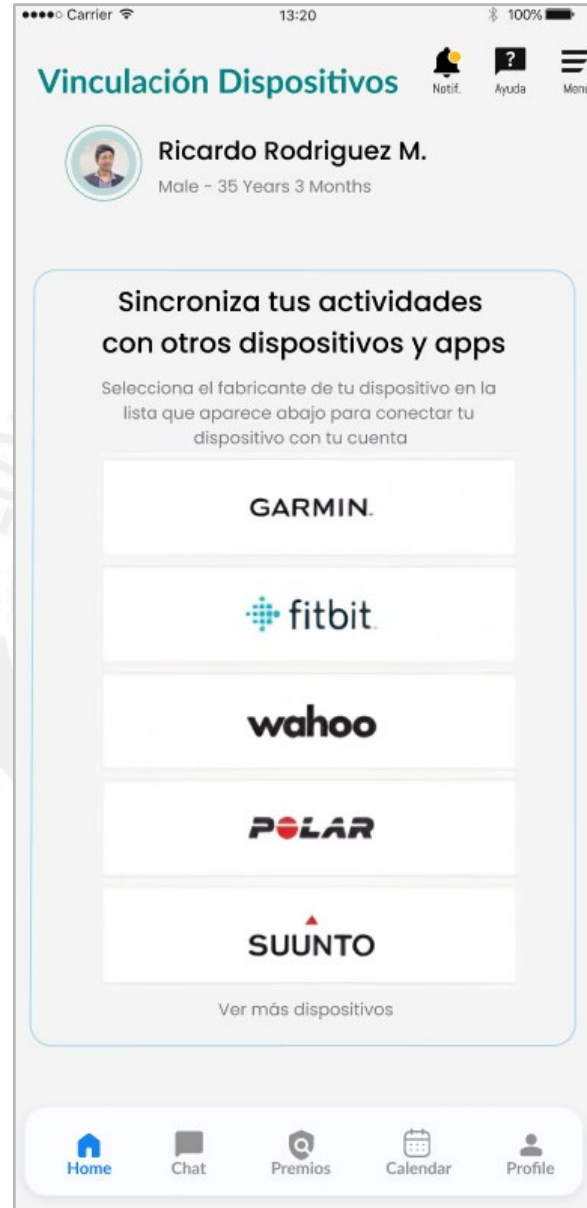 Carrier 13:20 100%
Vinculación Dispositivos
Notif. Ayuda Menu
Ricardo Rodriguez M.
Male - 35 Years 3 Months
Sincroniza tus actividades
con otros dispositivos y apps
Selecciona el fabricante de tu dispositivo en la
lista que aparece abajo para conectar tu
dispositivo con tu cuenta
GARMIN
fitbit
wahoo
POLAR
SUUNTO
Ver más dispositivos
Home Chat Premios Calendar Profile